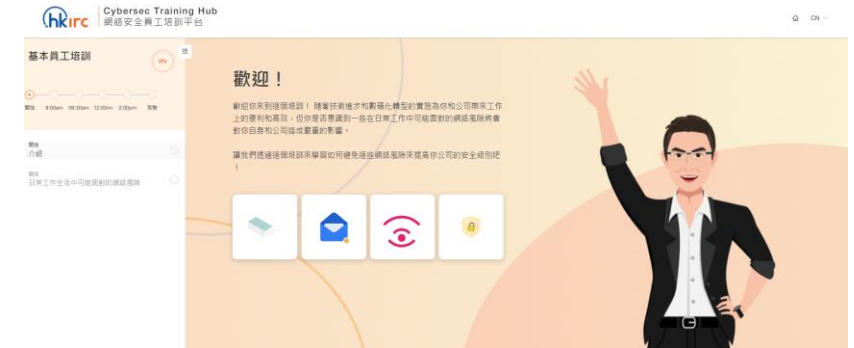 hkirc
Cybersec Training Hub
網絡安全員工培訓平台
CN
基本員工培訓
0%
開始 9:00am 09:30am 12:00nn 2:00pm
開始
介紹
開始
日常工作生活中可能面對的網絡風險
歡迎！
歡迎你來到這個培訓！ 隨著技術進步和數碼化轉型的實施為你和公司帶來工作
上的便利和高效，但你是否意識到一些在日常工作中可能面對的網絡風險將會
對你自身和公司造成嚴重的影響。
讓我們透過這個培訓來學習如何避免這些網絡風險來提高你公司的安全級別吧
！